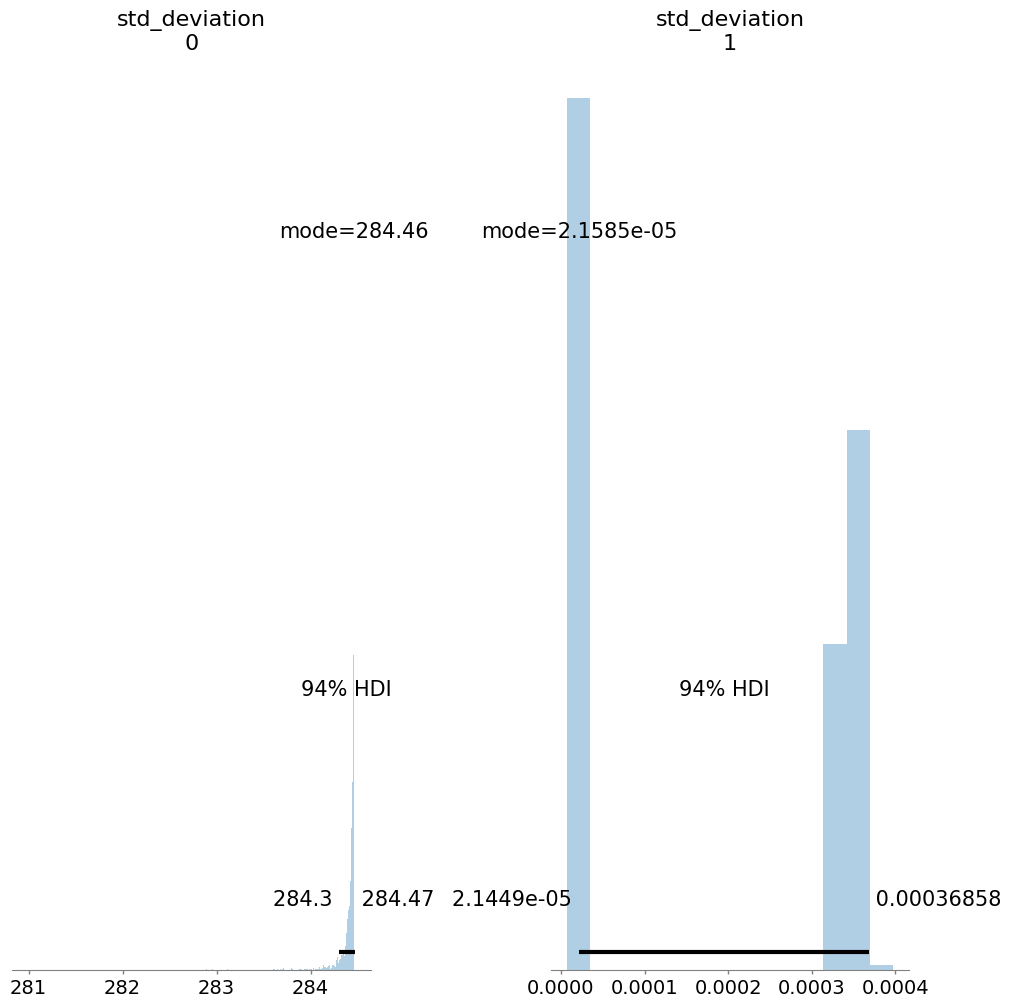 std_deviation
0
std_deviation
1
mode=284.46
mode=2.1585e-05
94% HDI
94% HDI
284.3
284.47
2.1449e-05
0.00036858
281
282
283
284
0.0000
0.0001
0.0002
0.0003
0.0004